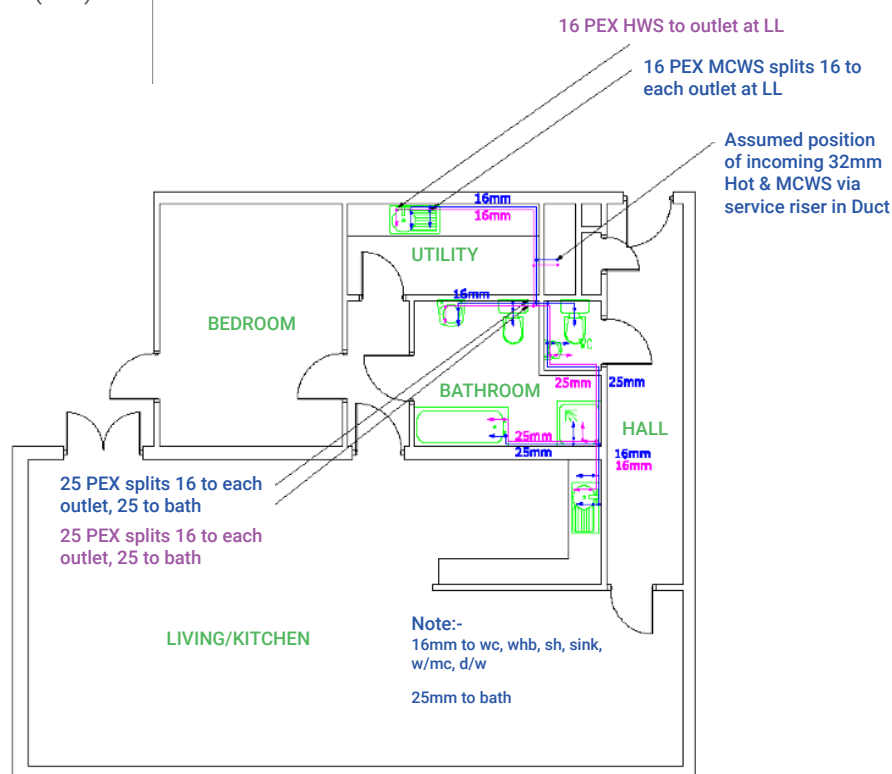 16 PEX HWS to outlet at LL
16 PEX MCWS splits 16 to
each outlet at LL
Assumed position
of incoming 32mm
Hot & MCWS via
service riser in Duct
16mm
16mm
UTILITY
16mm
BEDROOM
WC
25mm
25mm
BATHROOM
HALL
25mm
25mm
16mm
16mm
25 PEX splits 16 to each
outlet, 25 to bath
25 PEX splits 16 to each
outlet, 25 to bath
LIVING/KITCHEN
Note:-
16mm to wc, whb, sh, sink,
w/mc, d/w
25mm to bath